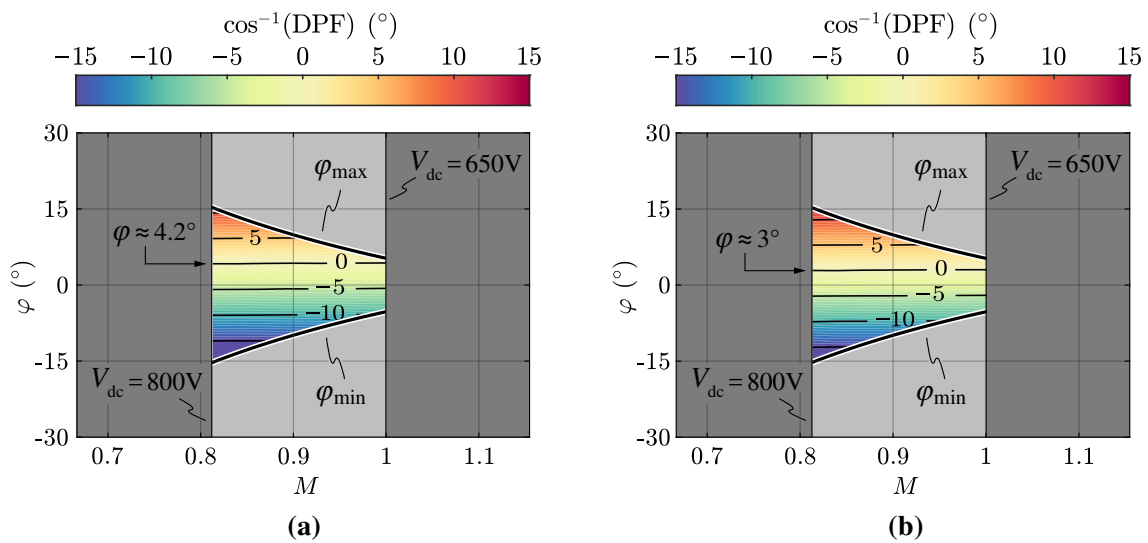 cos⁻¹(DPF) (°)
−15 −10 −5 0 5 10 15
30
15
0
-15
-30
φ (°)
φmax
Vdc = 650V
φ ≈ 4.2°
5
0
−5
−10
Vdc = 800V
φmin
0.7 0.8 0.9 1 1.1
M
(a)
cos⁻¹(DPF) (°)
−15 −10 −5 0 5 10 15
30
15
0
-15
-30
φ (°)
φmax
Vdc = 650V
φ ≈ 3°
5
0
−5
−10
Vdc = 800V
φmin
0.7 0.8 0.9 1 1.1
M
(b)